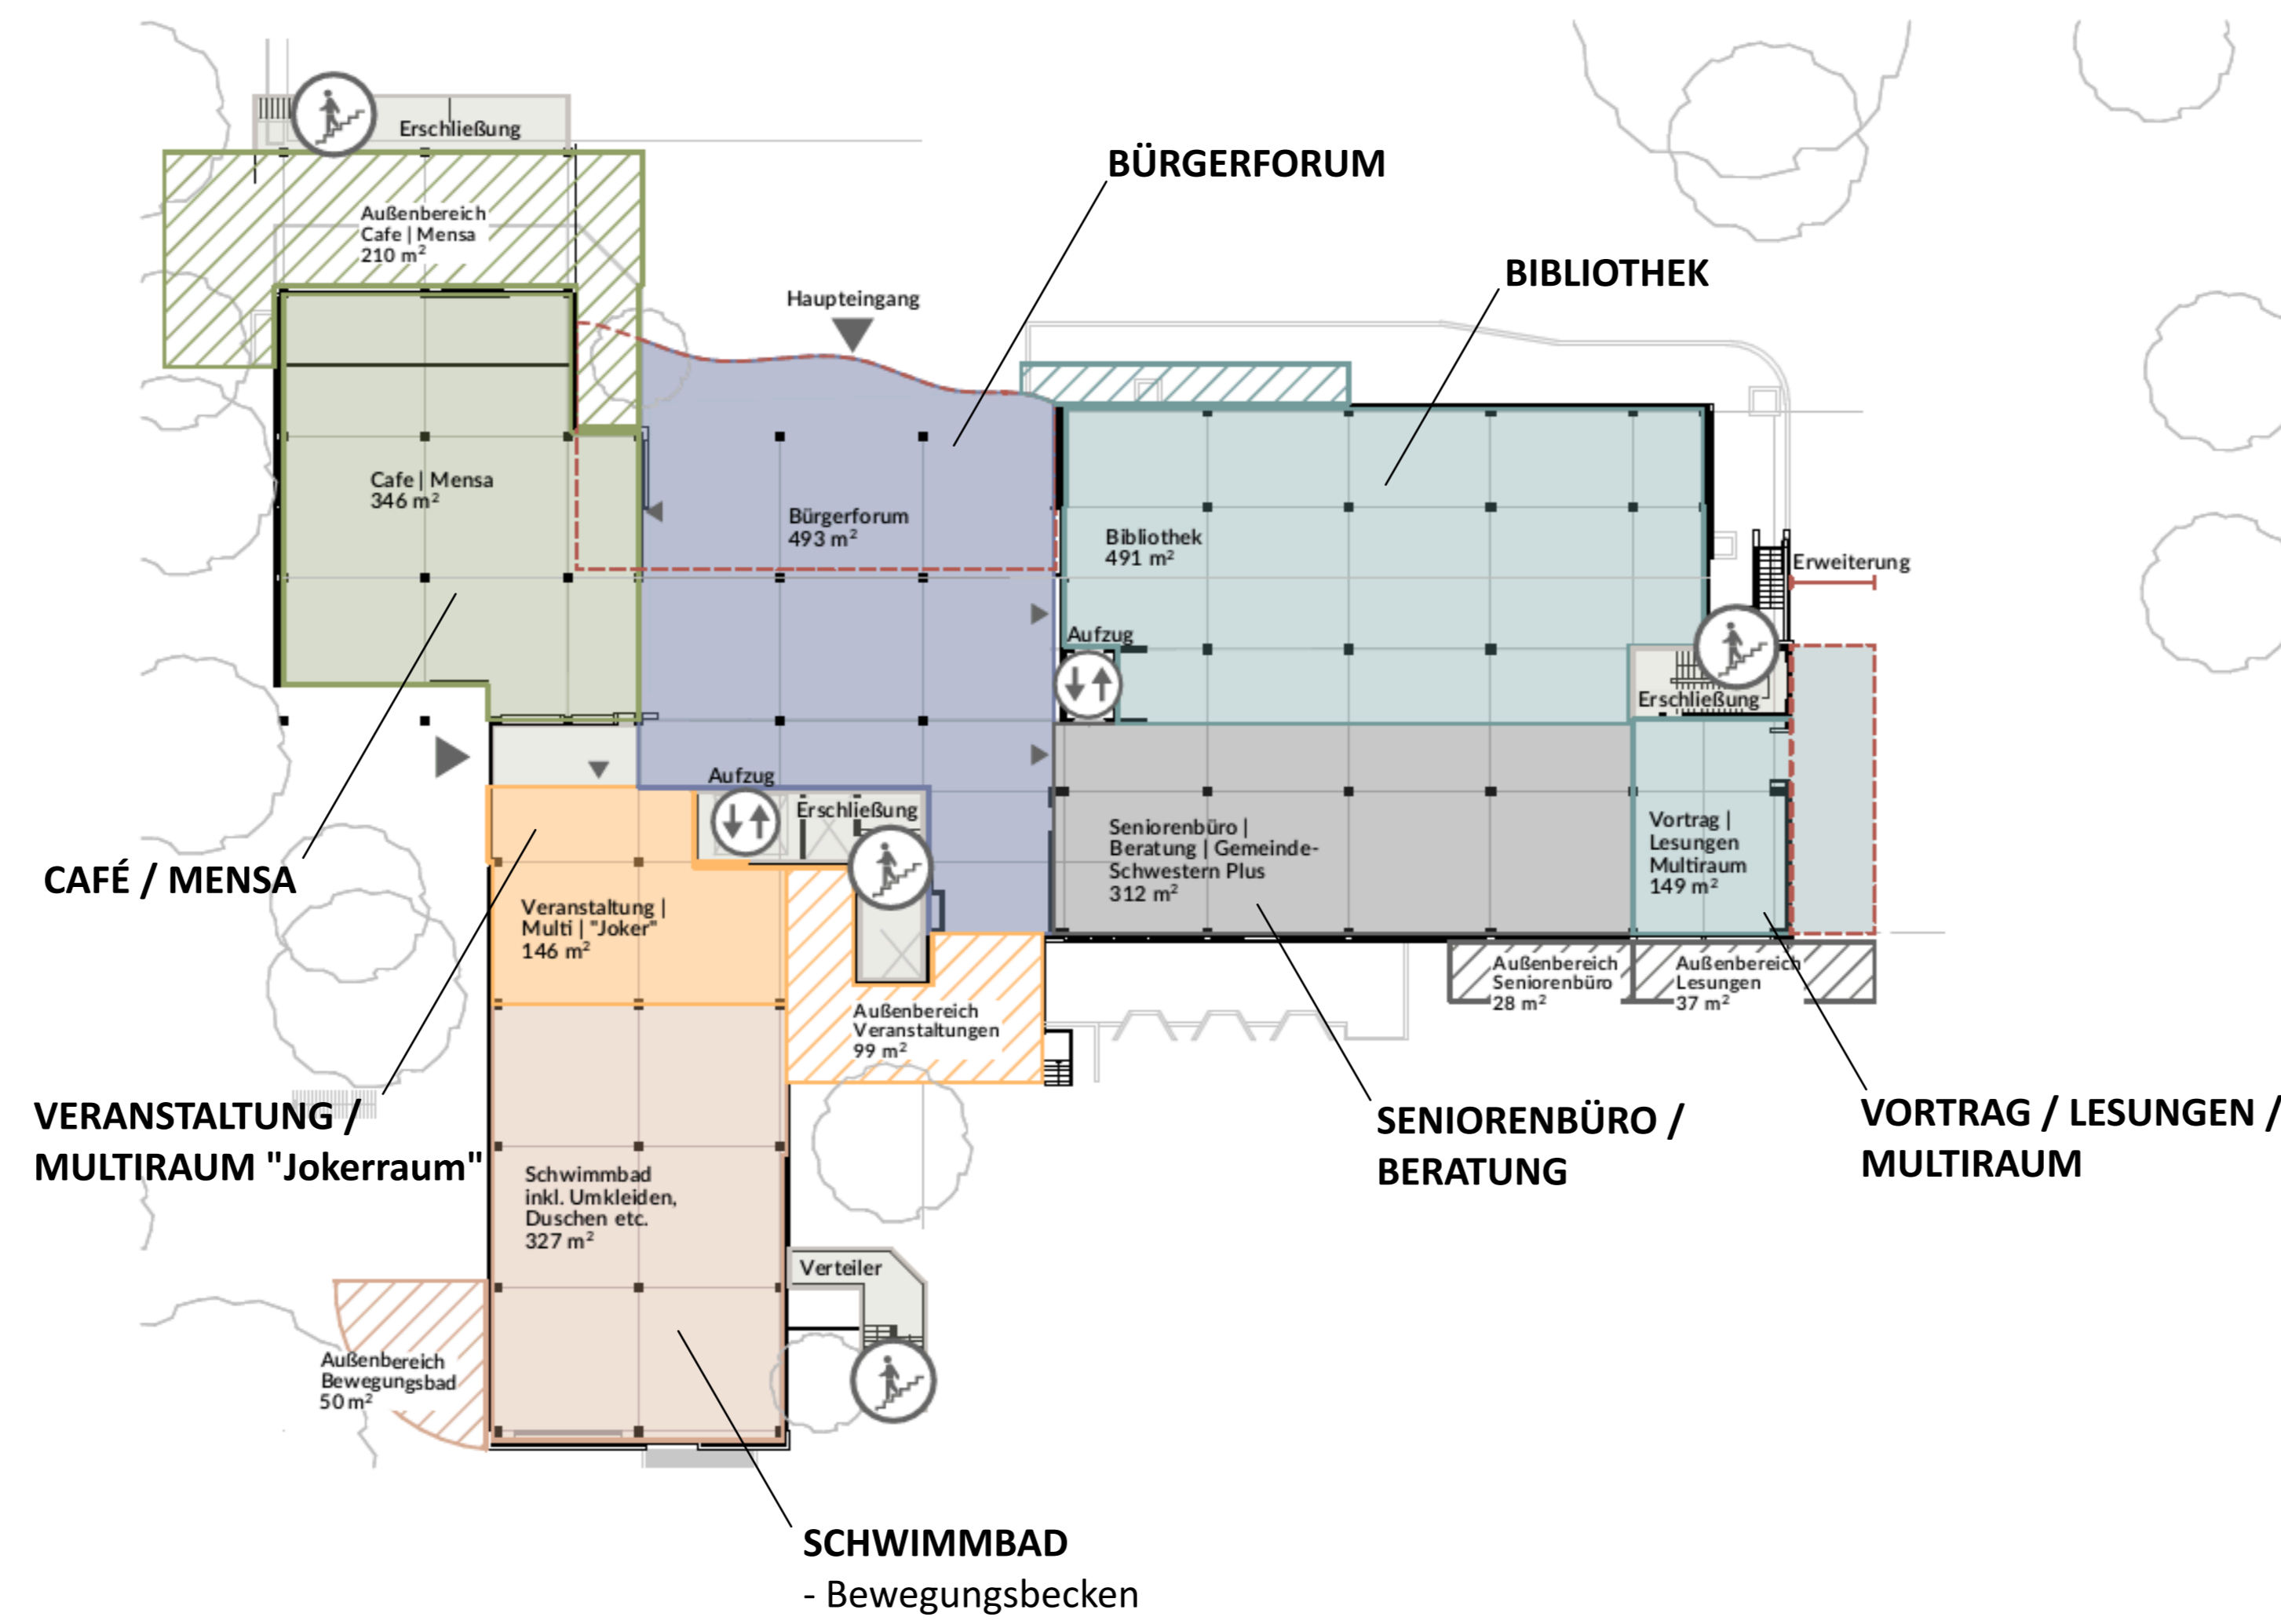 Erschließung
BÜRGERFORUM
Außenbereich
Cafe | Mensa
210 m²
BIBLIOTHEK
Haupteingang
Cafe | Mensa
346 m²
Bürgerforum
493 m²
Bibliothek
491 m²
Erweiterung
Aufzug
Erschließung
Aufzug
Erschließung
Seniorenbüro |
Beratung | Gemeinde-
Schwestern Plus
312 m²
Vortrag |
Lesungen
Multiraum
149 m²
CAFÉ / MENSA
Veranstaltung |
Multi | "Joker"
146 m²
Außenbereich
Seniorenbüro
28 m²
Außenbereich
Lesungen
37 m²
Außenbereich
Veranstaltungen
99 m²
VERANSTALTUNG /
MULTIRAUM "Jokerraum"
SENIORENBÜRO /
BERATUNG
VORTRAG / LESUNGEN /
MULTIRAUM
Schwimmbad
inkl. Umkleiden,
Duschen etc.
327 m²
Verteiler
Außenbereich
Bewegungsbad
50 m²
SCHWIMMBAD
- Bewegungsbecken